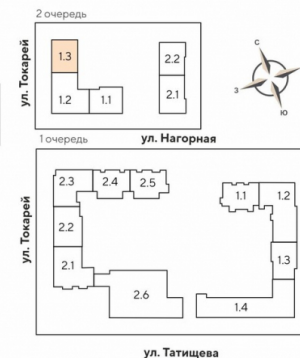 2 очередь
ул. Токарей
1.3
2.2
1.2
1.1
2.1
с
з
ю
1 очередь
ул. Нагорная
ул. Токарей
2.3
2.4
2.5
1.1
1.2
2.2
2.1
1.3
2.6
1.4
ул. Татищева